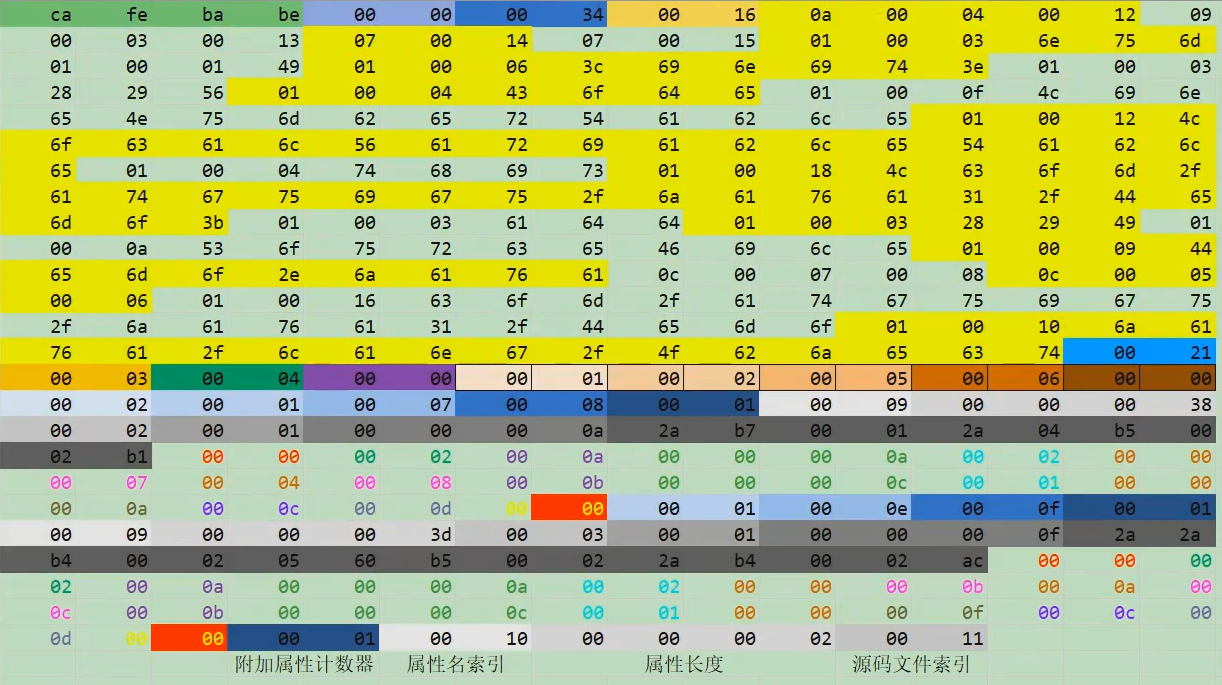 ca fe ba be 00 00 00 34 00 16 0a 00 04 00 12 09
00 03 00 13 07 00 14 07 00 15 01 00 03 6e 75 6d
01 00 01 49 01 00 06 3c 69 6e 69 74 3e 01 00 03
28 29 56 01 00 04 43 6f 64 65 01 00 0f 4c 69 6e
65 4e 75 6d 62 65 72 54 61 62 6c 65 01 00 12 4c
6f 63 61 6c 56 61 72 69 61 62 6c 65 54 61 62 6c
65 01 00 04 74 68 69 73 01 00 18 4c 63 6f 6d 2f
61 74 67 75 69 67 75 2f 6a 61 76 61 31 2f 44 65
6d 6f 3b 01 00 03 61 64 64 01 00 03 28 29 49 01
00 0a 53 6f 75 72 63 65 46 69 6c 65 01 00 09 44
65 6d 6f 2e 6a 61 76 61 0c 00 07 00 08 0c 00 05
00 06 01 00 16 63 6f 6d 2f 61 74 67 75 69 67 75
2f 6a 61 76 61 31 2f 44 65 6d 6f 01 00 10 6a 61
76 61 2f 6c 61 6e 67 2f 4f 62 6a 65 63 74 00 21
00 03 00 04 00 00 00 01 00 02 00 05 00 06 00 00
00 02 00 01 00 07 00 08 00 01 00 09 00 00 00 38
00 02 00 01 00 00 00 0a 2a b7 00 01 2a 04 b5 00
02 b1 00 00 00 02 00 0a 00 00 00 0a 00 02 00 00
00 07 00 04 00 08 00 0b 00 00 00 0c 00 01 00 00
00 0a 00 0c 00 0d 00 00 00 01 00 0e 00 0f 00 01
00 09 00 00 00 3d 00 03 00 01 00 00 00 0f 2a 2a
b4 00 02 05 60 b5 00 02 2a b4 00 02 ac 00 00 00
02 00 0a 00 00 00 0a 00 02 00 00 00 0b 00 0a 00
0c 00 0b 00 00 00 0c 00 01 00 00 00 0f 00 0c 00
0d 00 00 00 01 00 10 00 00 00 02 00 11
附加属性计数器 属性名索引 属性长度 源码文件索引